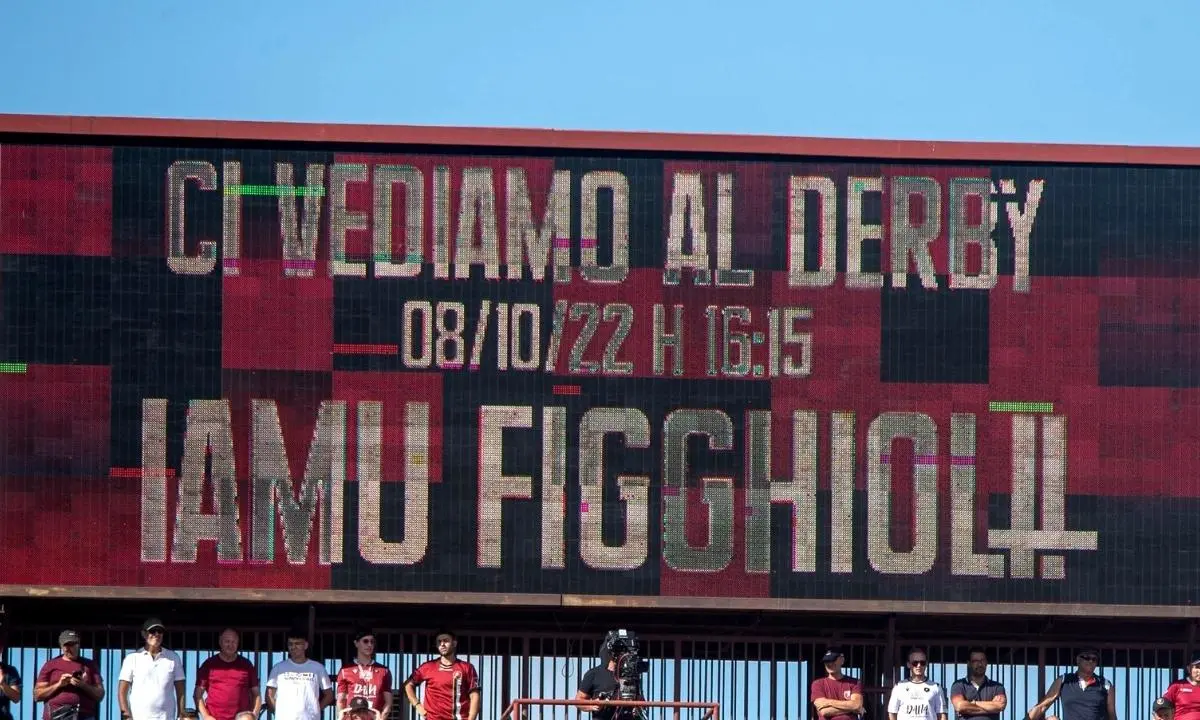 CI VEDIAMO AL DERBY
08/10/22 H 16:15
IAMU FIGGHIOLI!